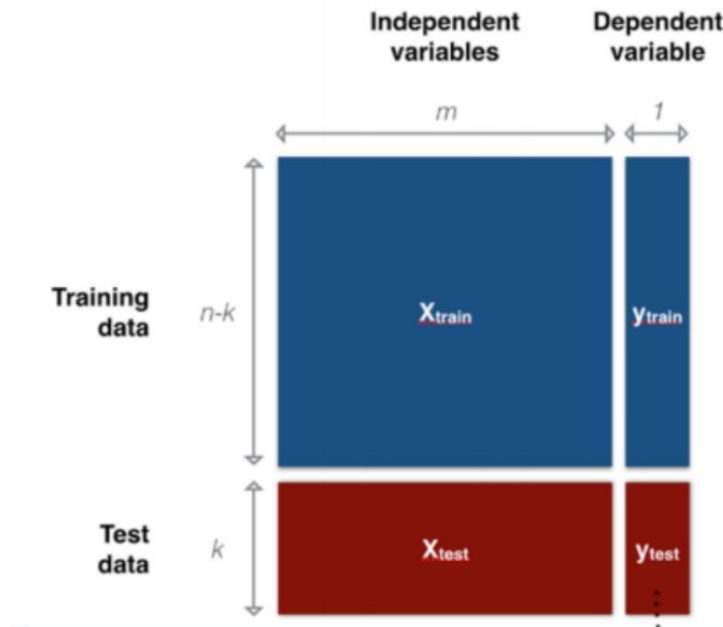 Independent
variables
Dependent
variable
m
1
Training
data
n-k
Xtrain
ytrain
Test
data
k
Xtest
ytest